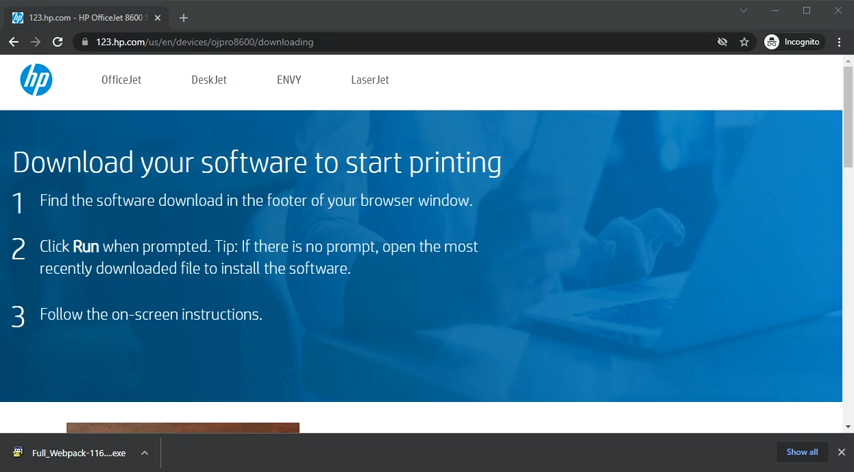 123.hp.com - HP OfficeJet 8600
123.hp.com/us/en/devices/ojpro8600/downloading
Incognito
hp
OfficeJet
DeskJet
ENVY
LaserJet
Download your software to start printing
1 Find the software download in the footer of your browser window.
2 Click Run when prompted. Tip: If there is no prompt, open the most
recently downloaded file to install the software.
3 Follow the on-screen instructions.
Full_Webpack-116....exe
Show all